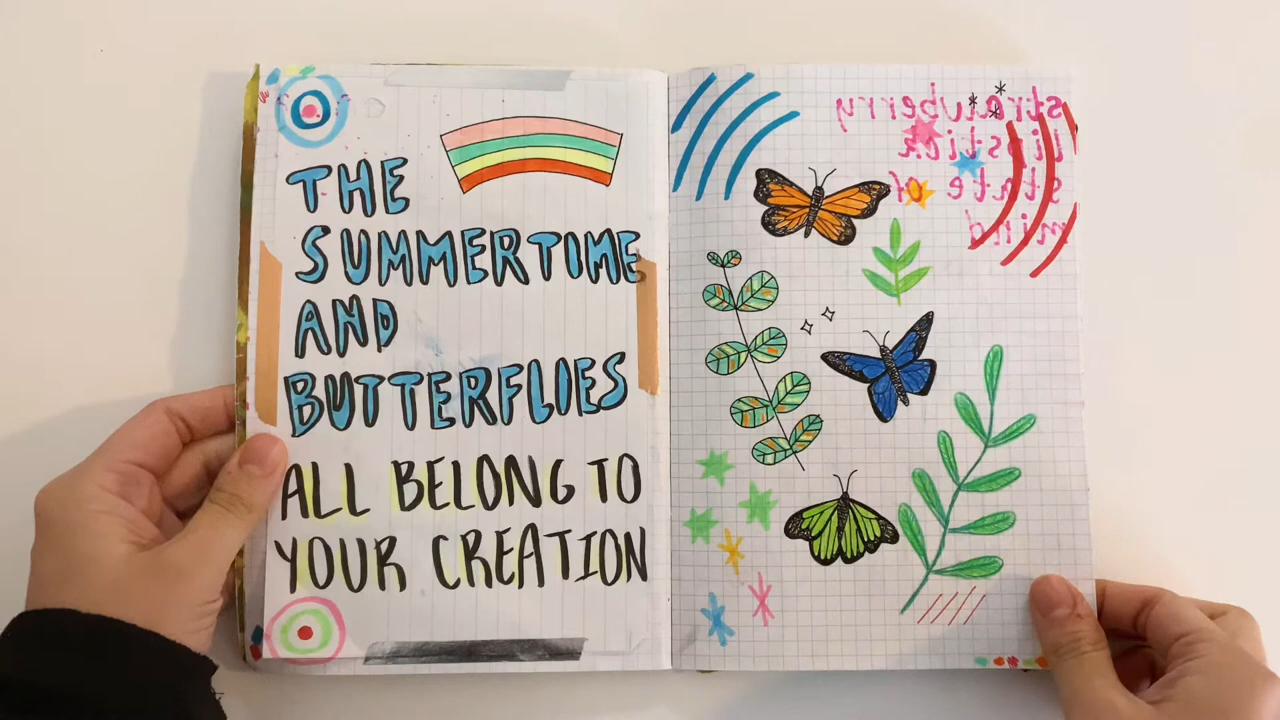 THE
SUMMERTIME
AND
BUTTERFLIES
ALL BELONG TO
YOUR CREATION
strawberry
lipstick
state of
mind